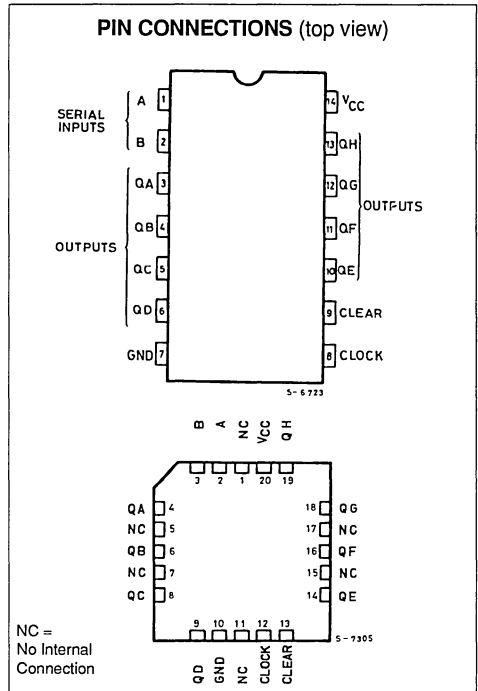 PIN CONNECTIONS (top view)
SERIAL
INPUTS
A 1
B 2
QA 3
QB 4
QC 5
QD 6
GND 7
OUTPUTS
14 VCC
13 QH
12 QG
11 QF
10 QE
9 CLEAR
8 CLOCK
OUTPUTS
S-6723
B A NC VCC QH
3 2 1 20 19
QA 4
NC 5
QB 6
NC 7
QC 8
18 QG
17 NC
16 QF
15 NC
14 QE
9 10 11 12 13
QD GND NC CLOCK CLEAR
S-7305
NC =
No Internal
Connection